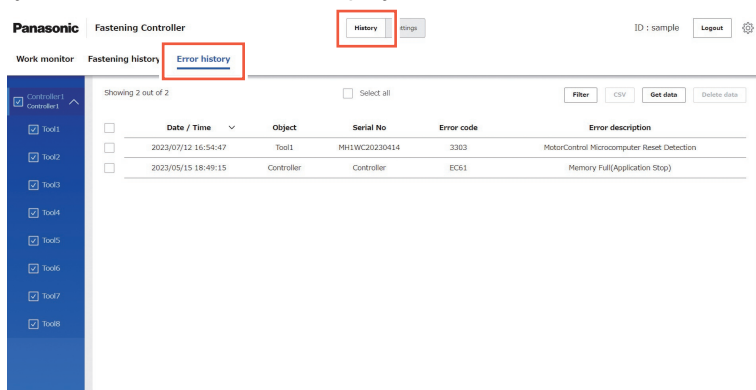 Panasonic Fastening Controller History ttings ID : sample Logout
Work monitor Fastening history Error history
Controller1
Controller1
Showing 2 out of 2 Select all Filter CSV Get data Delete data
Date / Time Object Serial No Error code Error description
2023/07/12 16:54:47 Tool1 MH1WC20230414 3303 MotorControl Microcomputer Reset Detection
2023/05/15 18:49:15 Controller Controller EC61 Memory Full(Application Stop)
Tool1
Tool2
Tool3
Tool4
Tool5
Tool6
Tool7
Tool8